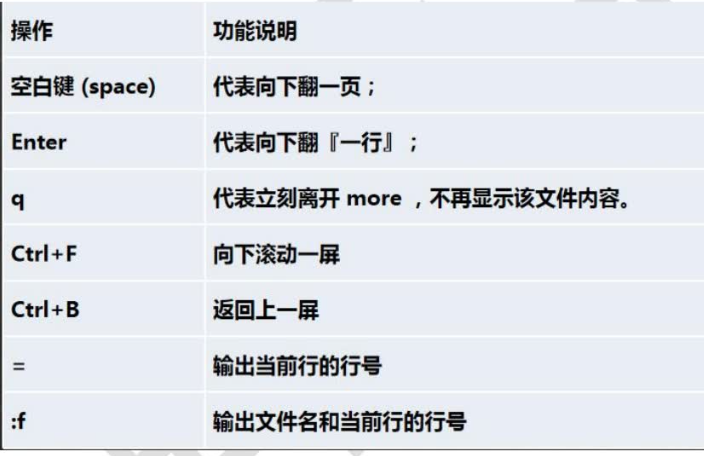 操作 功能说明
空白键 (space) 代表向下翻一页；
Enter 代表向下翻『一行』；
q 代表立刻离开 more ，不再显示该文件内容。
Ctrl+F 向下滚动一屏
Ctrl+B 返回上一屏
= 输出当前行的行号
:f 输出文件名和当前行的行号